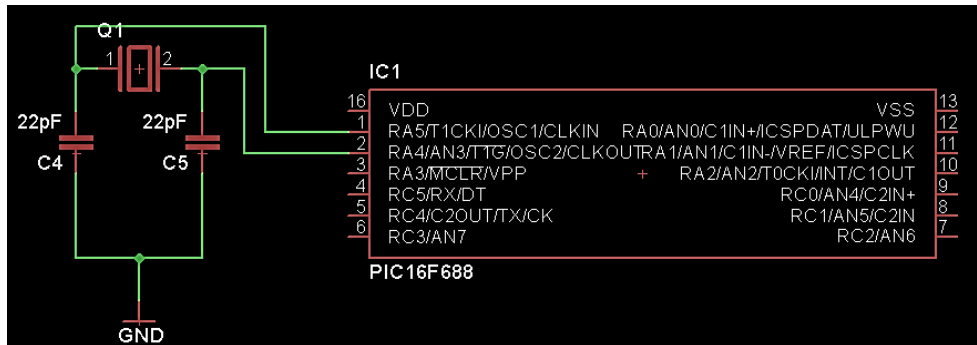 Q1
1 2
22pF 22pF
C4 C5
GND
IC1
16 VDD VSS 13
1 RA5/T1CKI/OSC1/CLKIN RA0/AN0/C1IN+/ICSPDAT/ULPWU 12
2 RA4/AN3/T1G/OSC2/CLKOUT RA1/AN1/C1IN-/VREF/ICSPCLK 11
3 RA3/MCLR/VPP RA2/AN2/T0CKI/INT/C1OUT 10
4 RC5/RX/DT RC0/AN4/C2IN+ 9
5 RC4/C2OUT/TX/CK RC1/AN5/C2IN 8
6 RC3/AN7 RC2/AN6 7
PIC16F688